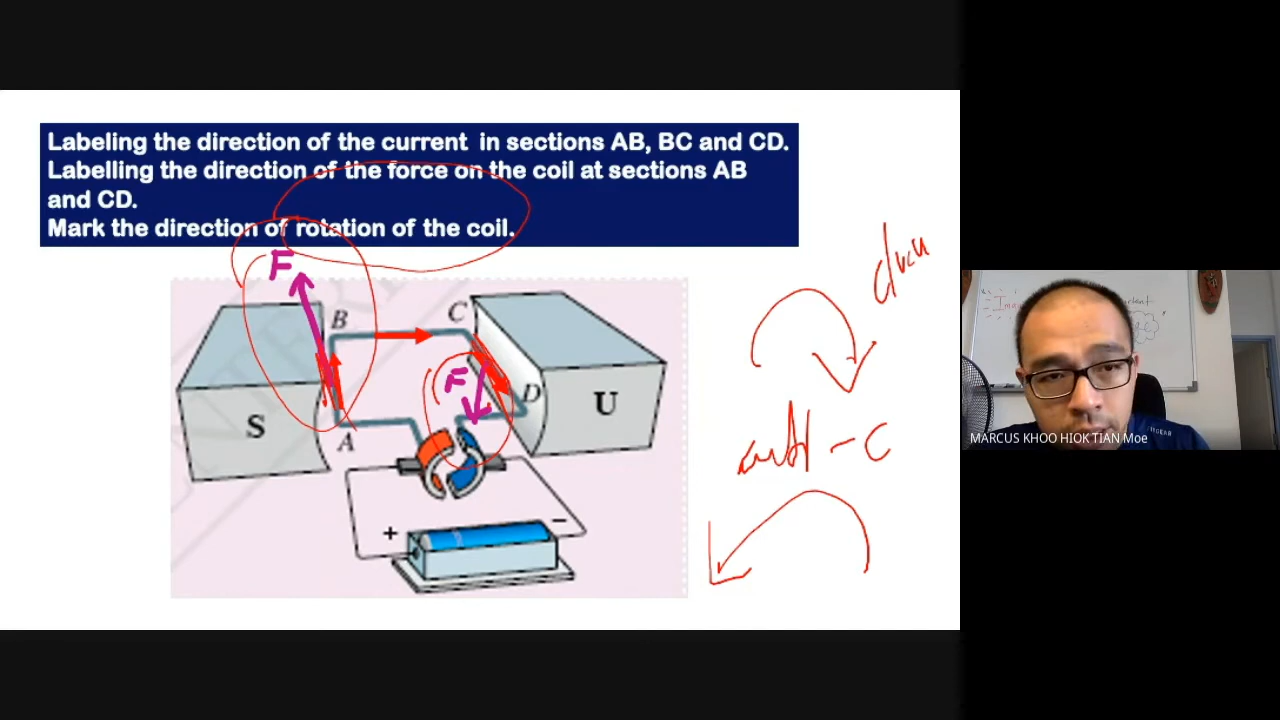 Labeling the direction of the current in sections AB, BC and CD.
Labelling the direction of the force on the coil at sections AB
and CD.
Mark the direction of rotation of the coil.
F
B
C
F
D
S
U
A
+
−
anti-c
MARCUS KHOO HIOK TIAN Moe